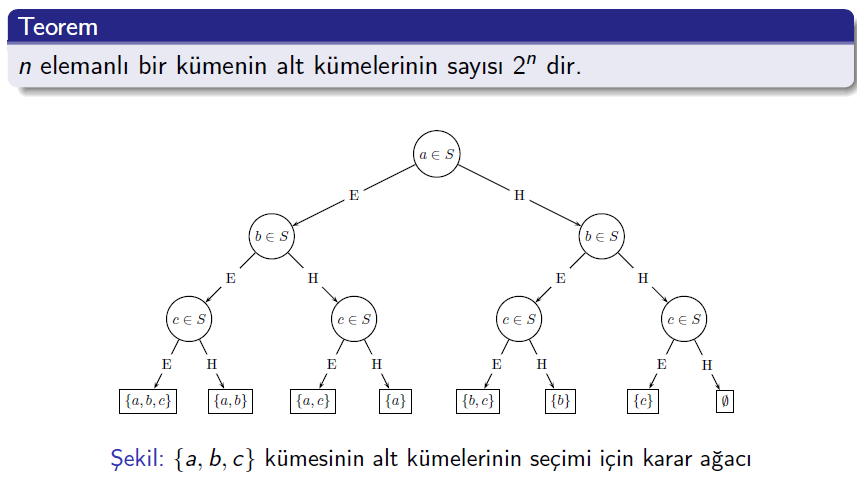 Teorem
n elemanlı bir kümenin alt kümelerinin sayısı 2ⁿ dir.
a ∈ S
E H
b ∈ S b ∈ S
E H E H
c ∈ S c ∈ S c ∈ S c ∈ S
E H E H E H E H
{a, b, c} {a, b} {a, c} {a} {b, c} {b} {c} ∅
Şekil: {a, b, c} kümesinin alt kümelerinin seçimi için karar ağacı